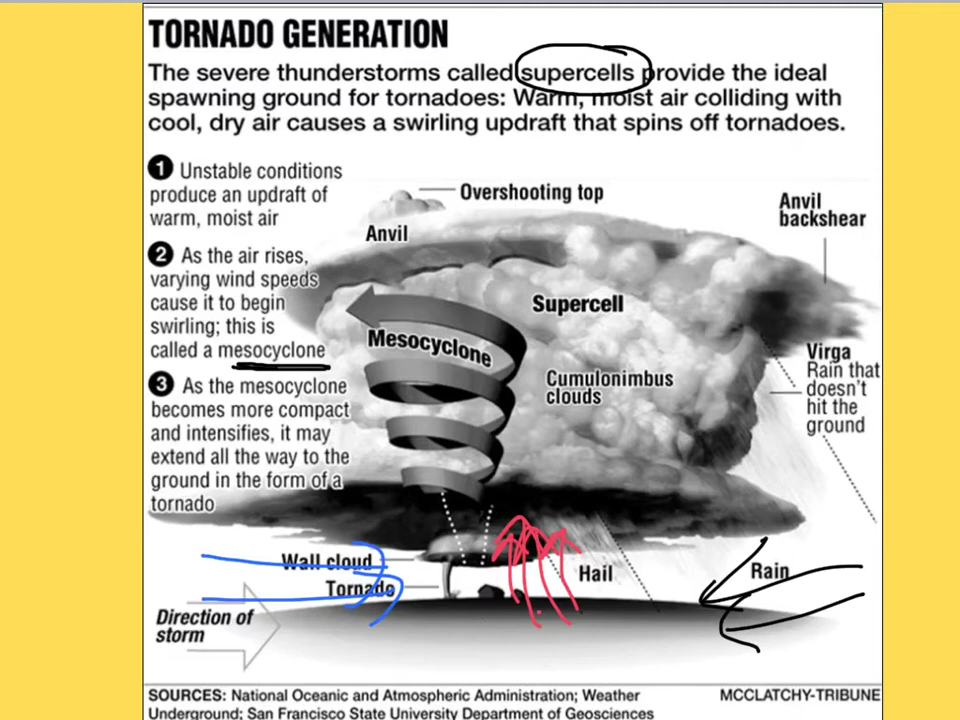 TORNADO GENERATION
The severe thunderstorms called supercells provide the ideal
spawning ground for tornadoes: Warm, moist air colliding with
cool, dry air causes a swirling updraft that spins off tornadoes.
1 Unstable conditions
produce an updraft of
warm, moist air
2 As the air rises,
varying wind speeds
cause it to begin
swirling; this is
called a mesocyclone
3 As the mesocyclone
becomes more compact
and intensifies, it may
extend all the way to the
ground in the form of a
tornado
Overshooting top
Anvil
Anvil
backshear
Supercell
Mesocyclone
Cumulonimbus
clouds
Virga
Rain that
doesn't
hit the
ground
Wall cloud
Tornado
Hail
Rain
Direction of
storm
SOURCES: National Oceanic and Atmospheric Administration; Weather
Underground; San Francisco State University Department of Geosciences
MCCLATCHY-TRIBUNE